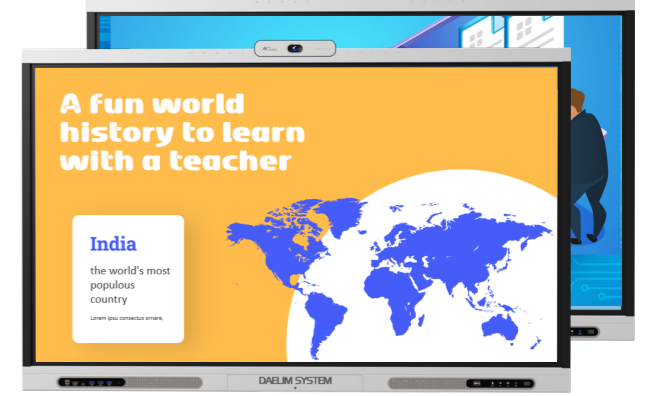 A fun world
history to learn
with a teacher
India
the world's most
populous
country
Lorem ipsu consectus ornare,
DAELIM SYSTEM